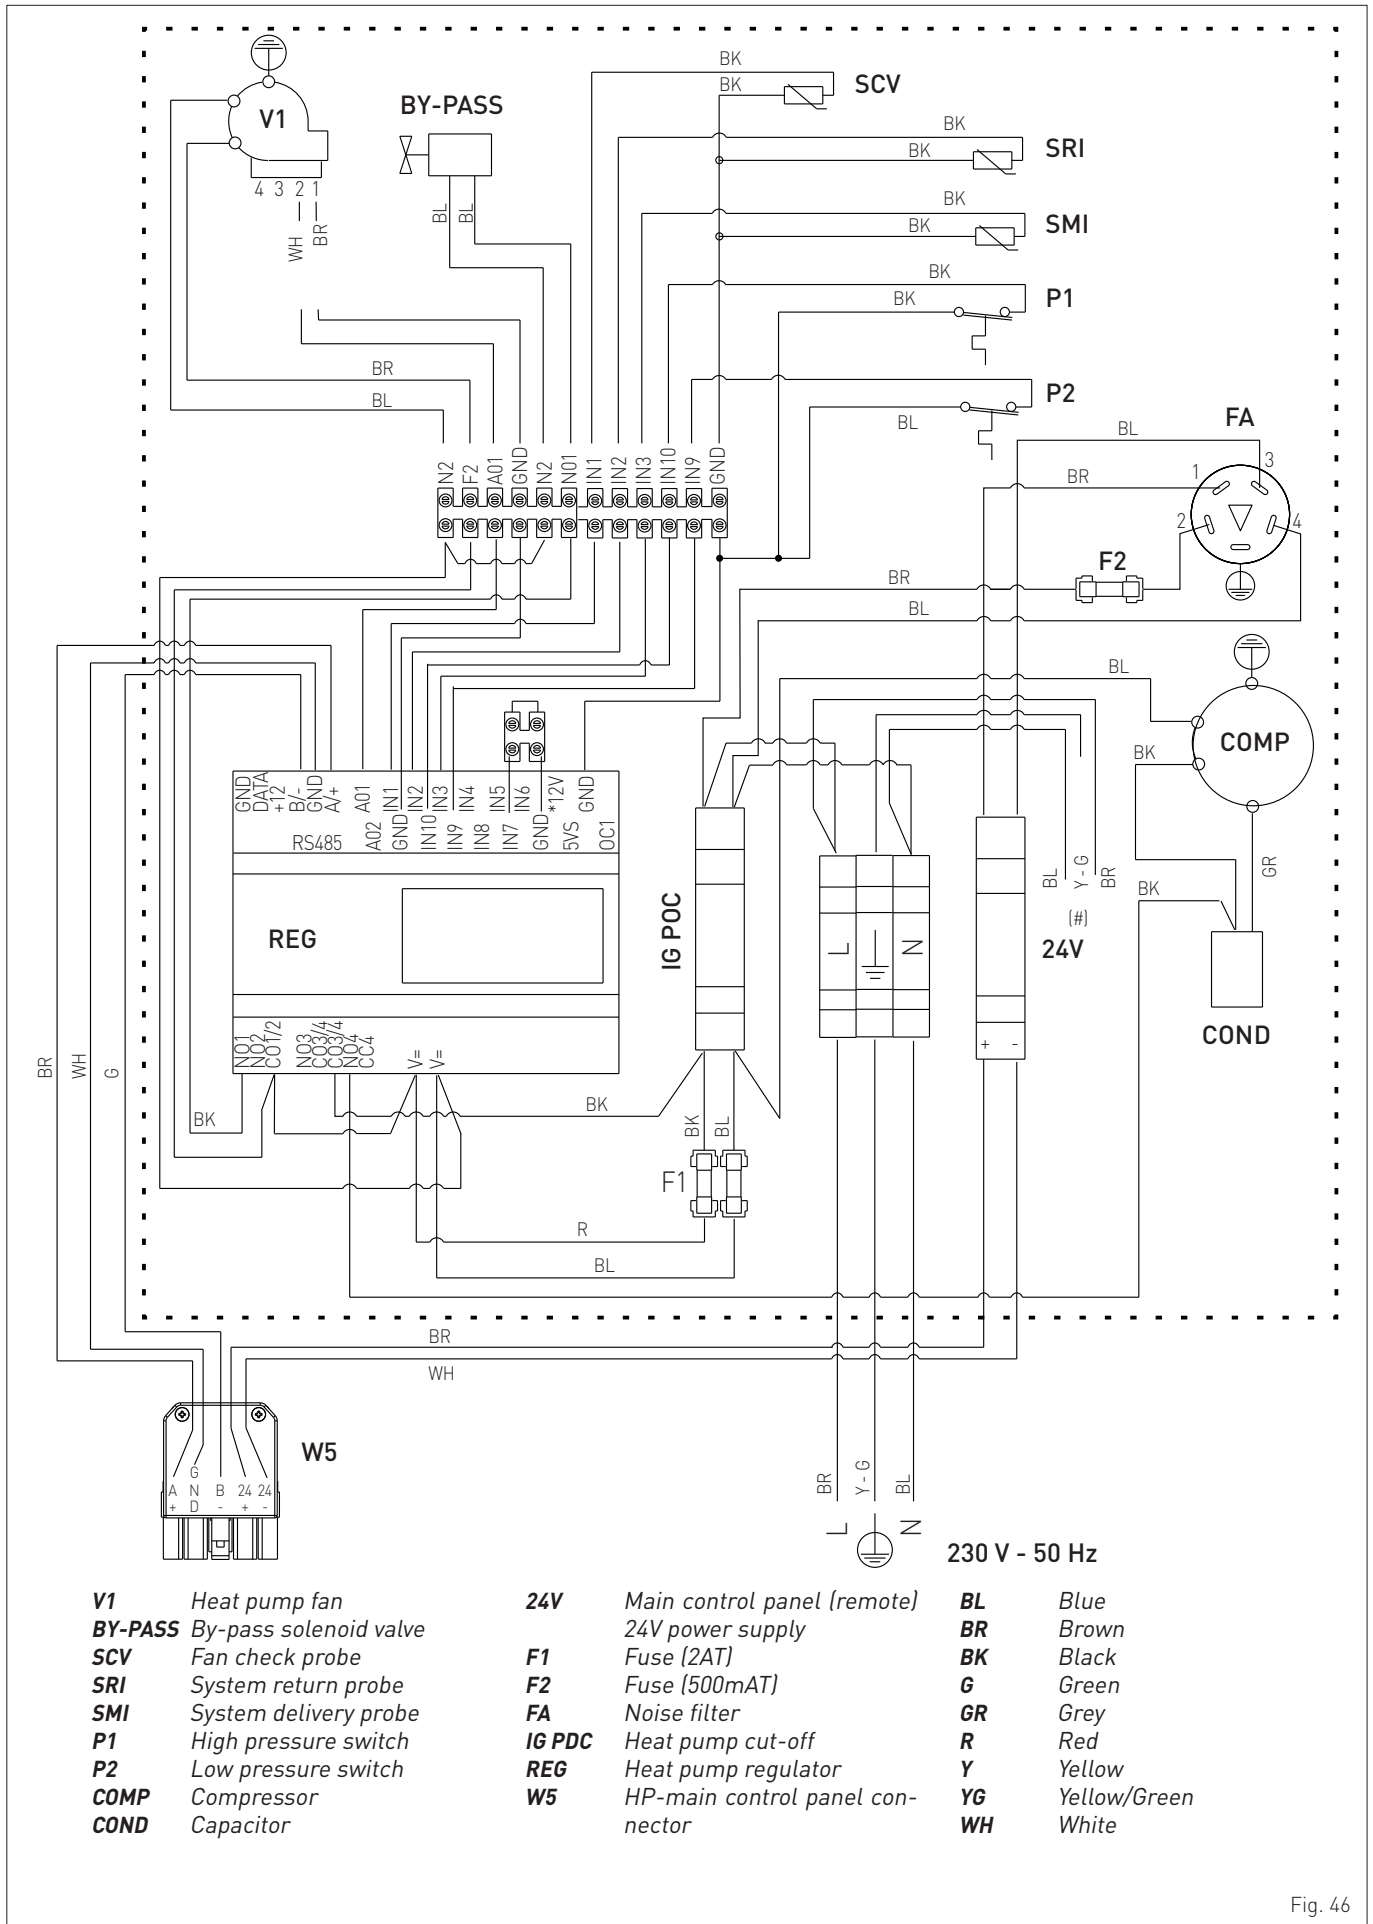 BK
SCV
BK
BY-PASS
V1
BK
SRI
BK
4 3 2 1
BL
BL
BK
SMI
BK
WH
BR
BK
P1
BK
BR
P2
BL
BL
FA
BL
BR
1
3
2
4
N2
F2
A01
GND
N2
N01
IN1
IN2
IN3
IN10
IN9
GND
F2
BR
BL
BL
COMP
BK
GND
DATA
+12
B/-
GND
A/+
A01
IN1
IN2
IN3
IN4
IN5
IN6
*12V
GND
RS485
A02
GND
IN10
IN9
IN8
IN7
GND
5VS
OC1
BL
Y - G
BR
GR
BK
(#)
REG
IG POC
L
N
24V
COND
NO1
NO2
CO1/2
NO3
CO3/4
CO3/4
NO4
CC4
V=
V=
+ -
BR
WH
G
BK
BK
BK
BL
F1
R
BL
BR
WH
W5
A + GND B - 24 + 24 -
BR
Y - G
BL
L
N
230 V - 50 Hz
V1 Heat pump fan
BY-PASS By-pass solenoid valve
SCV Fan check probe
SRI System return probe
SMI System delivery probe
P1 High pressure switch
P2 Low pressure switch
COMP Compressor
COND Capacitor
24V Main control panel (remote)
24V power supply
F1 Fuse (2AT)
F2 Fuse (500mAT)
FA Noise filter
IG PDC Heat pump cut-off
REG Heat pump regulator
W5 HP-main control panel con-
nector
BL Blue
BR Brown
BK Black
G Green
GR Grey
R Red
Y Yellow
YG Yellow/Green
WH White
Fig. 46